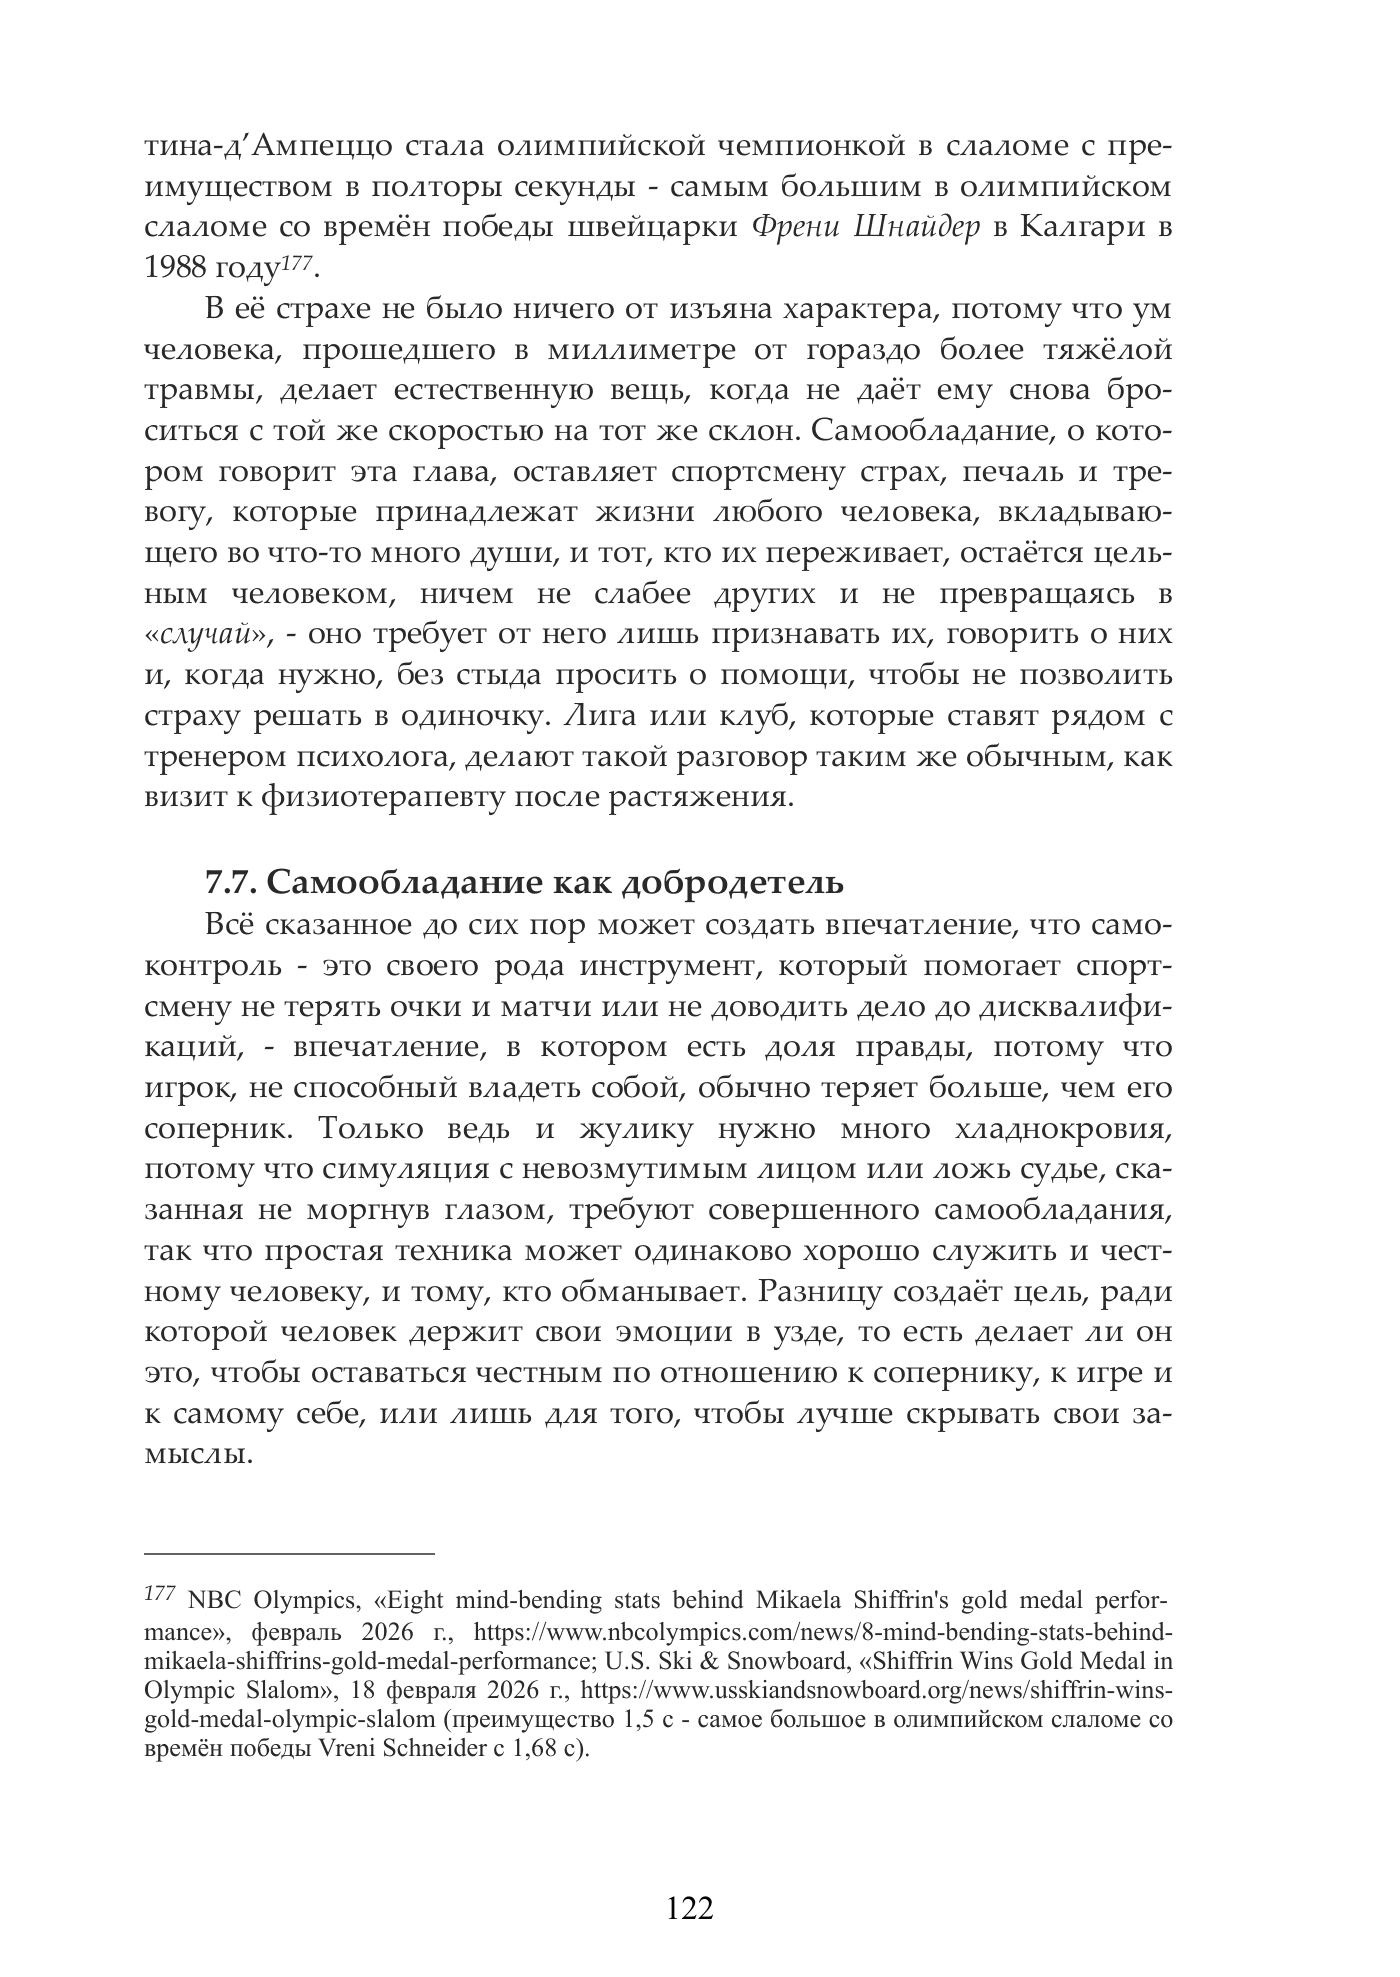 тина-д’Ампеццо стала олимпийской чемпионкой в слаломе с пре-
имуществом в полторы секунды - самым большим в олимпийском
слаломе со времён победы швейцарки Френи Шнайдер в Калгари в
1988 году177.
В её страхе не было ничего от изъяна характера, потому что ум
человека, прошедшего в миллиметре от гораздо более тяжёлой
травмы, делает естественную вещь, когда не даёт ему снова бро-
ситься с той же скоростью на тот же склон. Самообладание, о кото-
ром говорит эта глава, оставляет спортсмену страх, печаль и тре-
вогу, которые принадлежат жизни любого человека, вкладываю-
щего во что-то много души, и тот, кто их переживает, остаётся цель-
ным человеком, ничем не слабее других и не превращаясь в
«случай», - оно требует от него лишь признавать их, говорить о них
и, когда нужно, без стыда просить о помощи, чтобы не позволить
страху решать в одиночку. Лига или клуб, которые ставят рядом с
тренером психолога, делают такой разговор таким же обычным, как
визит к физиотерапевту после растяжения.
7.7. Самообладание как добродетель
Всё сказанное до сих пор может создать впечатление, что само-
контроль - это своего рода инструмент, который помогает спорт-
смену не терять очки и матчи или не доводить дело до дисквалифи-
каций, - впечатление, в котором есть доля правды, потому что
игрок, не способный владеть собой, обычно теряет больше, чем его
соперник. Только ведь и жулику нужно много хладнокровия,
потому что симуляция с невозмутимым лицом или ложь судье, ска-
занная не моргнув глазом, требуют совершенного самообладания,
так что простая техника может одинаково хорошо служить и чест-
ному человеку, и тому, кто обманывает. Разницу создаёт цель, ради
которой человек держит свои эмоции в узде, то есть делает ли он
это, чтобы оставаться честным по отношению к сопернику, к игре и
к самому себе, или лишь для того, чтобы лучше скрывать свои за-
мыслы.
177 NBC Olympics, «Eight mind-bending stats behind Mikaela Shiffrin's gold medal perfor-
mance», февраль 2026 г., https://www.nbcolympics.com/news/8-mind-bending-stats-behind-
mikaela-shiffrins-gold-medal-performance; U.S. Ski & Snowboard, «Shiffrin Wins Gold Medal in
Olympic Slalom», 18 февраля 2026 г., https://www.usskiandsnowboard.org/news/shiffrin-wins-
gold-medal-olympic-slalom (преимущество 1,5 с - самое большое в олимпийском слаломе со
времён победы Vreni Schneider с 1,68 с).
122